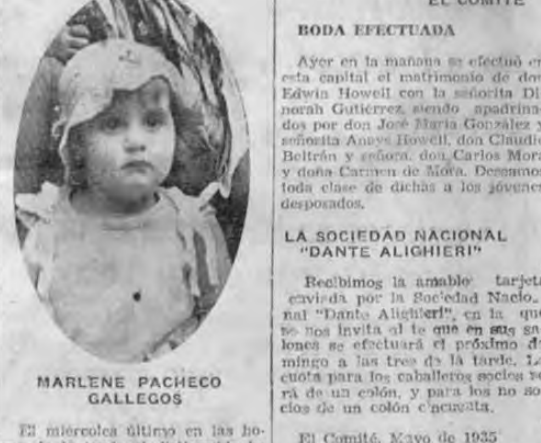 MARLENE PACHECO
GALLEGOS
El miercoles último en las ho-
EL COMITE
BODA EFECTUADA
Ayer en la mañana se efectuó en
esta capital el matrimonio de don
Edwin Howell con la señorita Di
norah Gutiérrez, siendo apadrina-
dos por don José María González y
señorita Anays Howell, don Claudio
Beltrán y señora, don Carlos Mora
y doña Carmen de Mora. Deseamos
toda clase de dichas a los jóvenes
desposados.
LA SOCIEDAD NACIONAL
"DANTE ALIGHIERI"
Recibimos la amable tarjeta
envieda por la Sociedad Nacio-
nal "Dante Alighieri", en la que
se nos invita al te que en sus sa-
lones se efectuará el próximo do
mingo a las tres de la tarde. La
cuota para los caballeros socios se
rá de un colón, y para los no so
cios de un colón cincuenta.
El Comité. Mayo de 1935